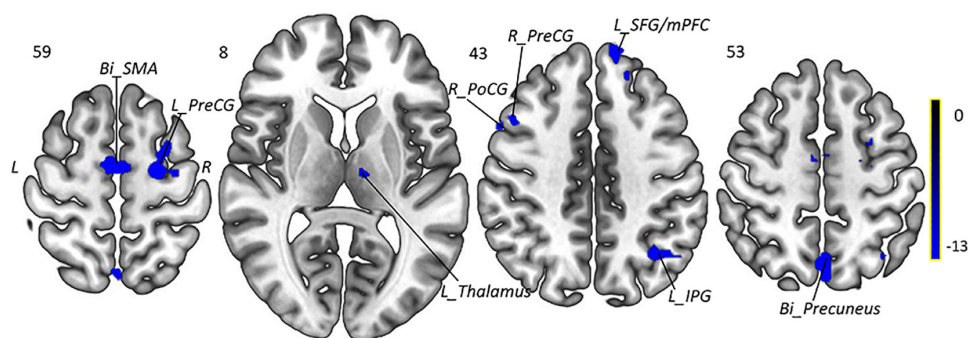 59
Bi_SMA
L_PreCG
L
R
8
L_Thalamus
43
R_PreCG
L_SFG/mPFC
R_PoCG
L_IPG
53
Bi_Precuneus
0
-13